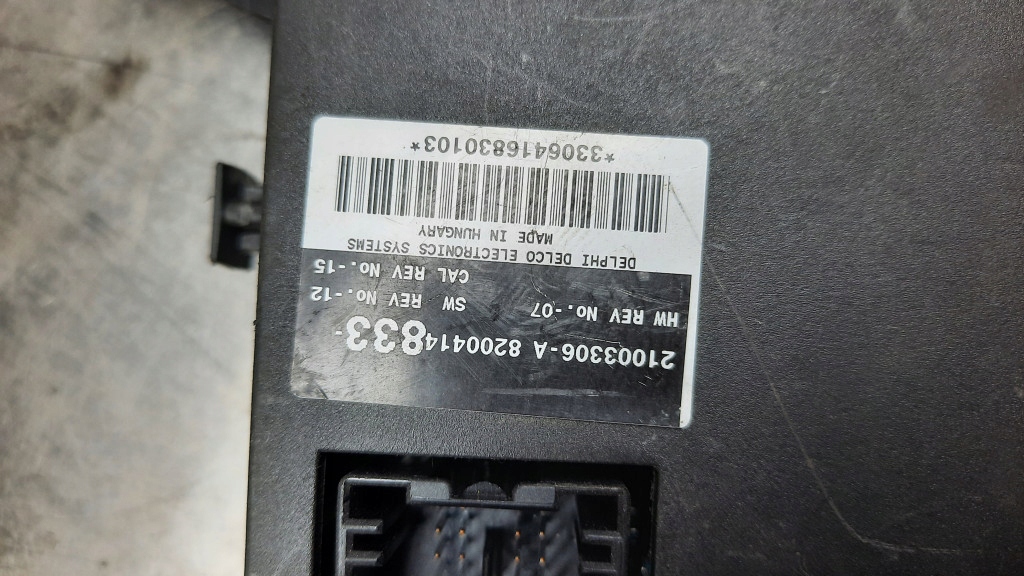 21003306-A 8200414833-
HW REV No.-07 SW REV No.-12
CAL REV No.-15
DELPHI DELCO ELECTRONICS SYSTEMS
MADE IN HUNGARY
*3306416830103*